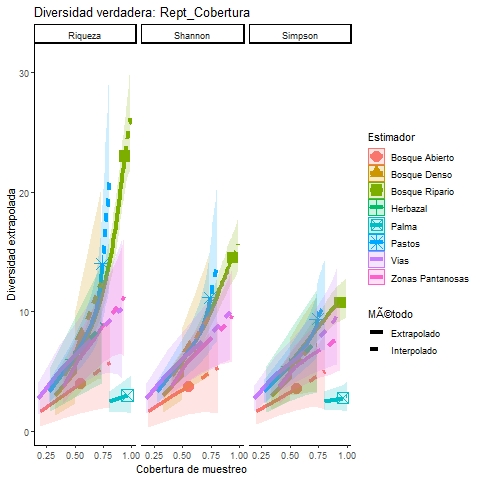 Diversidad verdadera: Rept_Cobertura
Riqueza
Shannon
Simpson
Diversidad extrapolada
30
20
10
0
0.25 0.50 0.75 1.00
0.25 0.50 0.75 1.00
0.25 0.50 0.75 1.00
Cobertura de muestreo
Estimador
Bosque Abierto
Bosque Denso
Bosque Ripario
Herbazal
Palma
Pastos
Vias
Zonas Pantanosas
MÃ©todo
Extrapolado
Interpolado